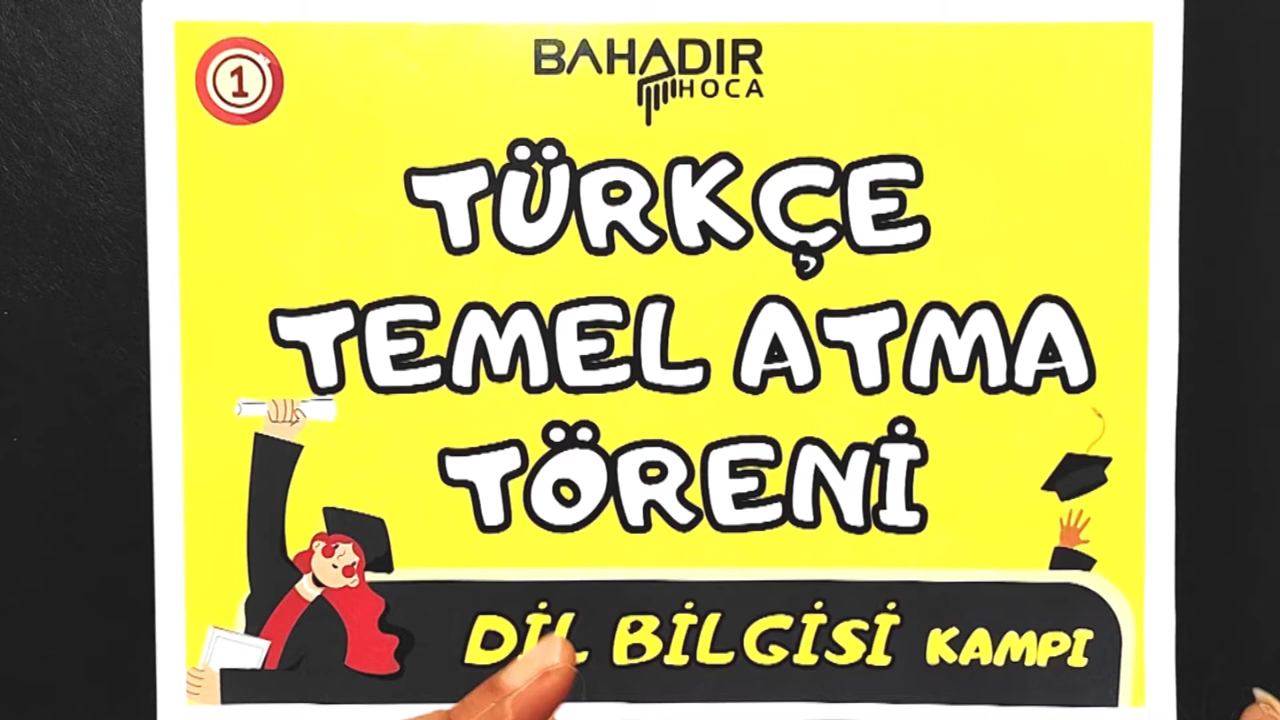 1
BAHADIR
HOCA
TÜRKÇE
TEMEL ATMA
TÖRENİ
DİL BİLGİSİ KAMPI